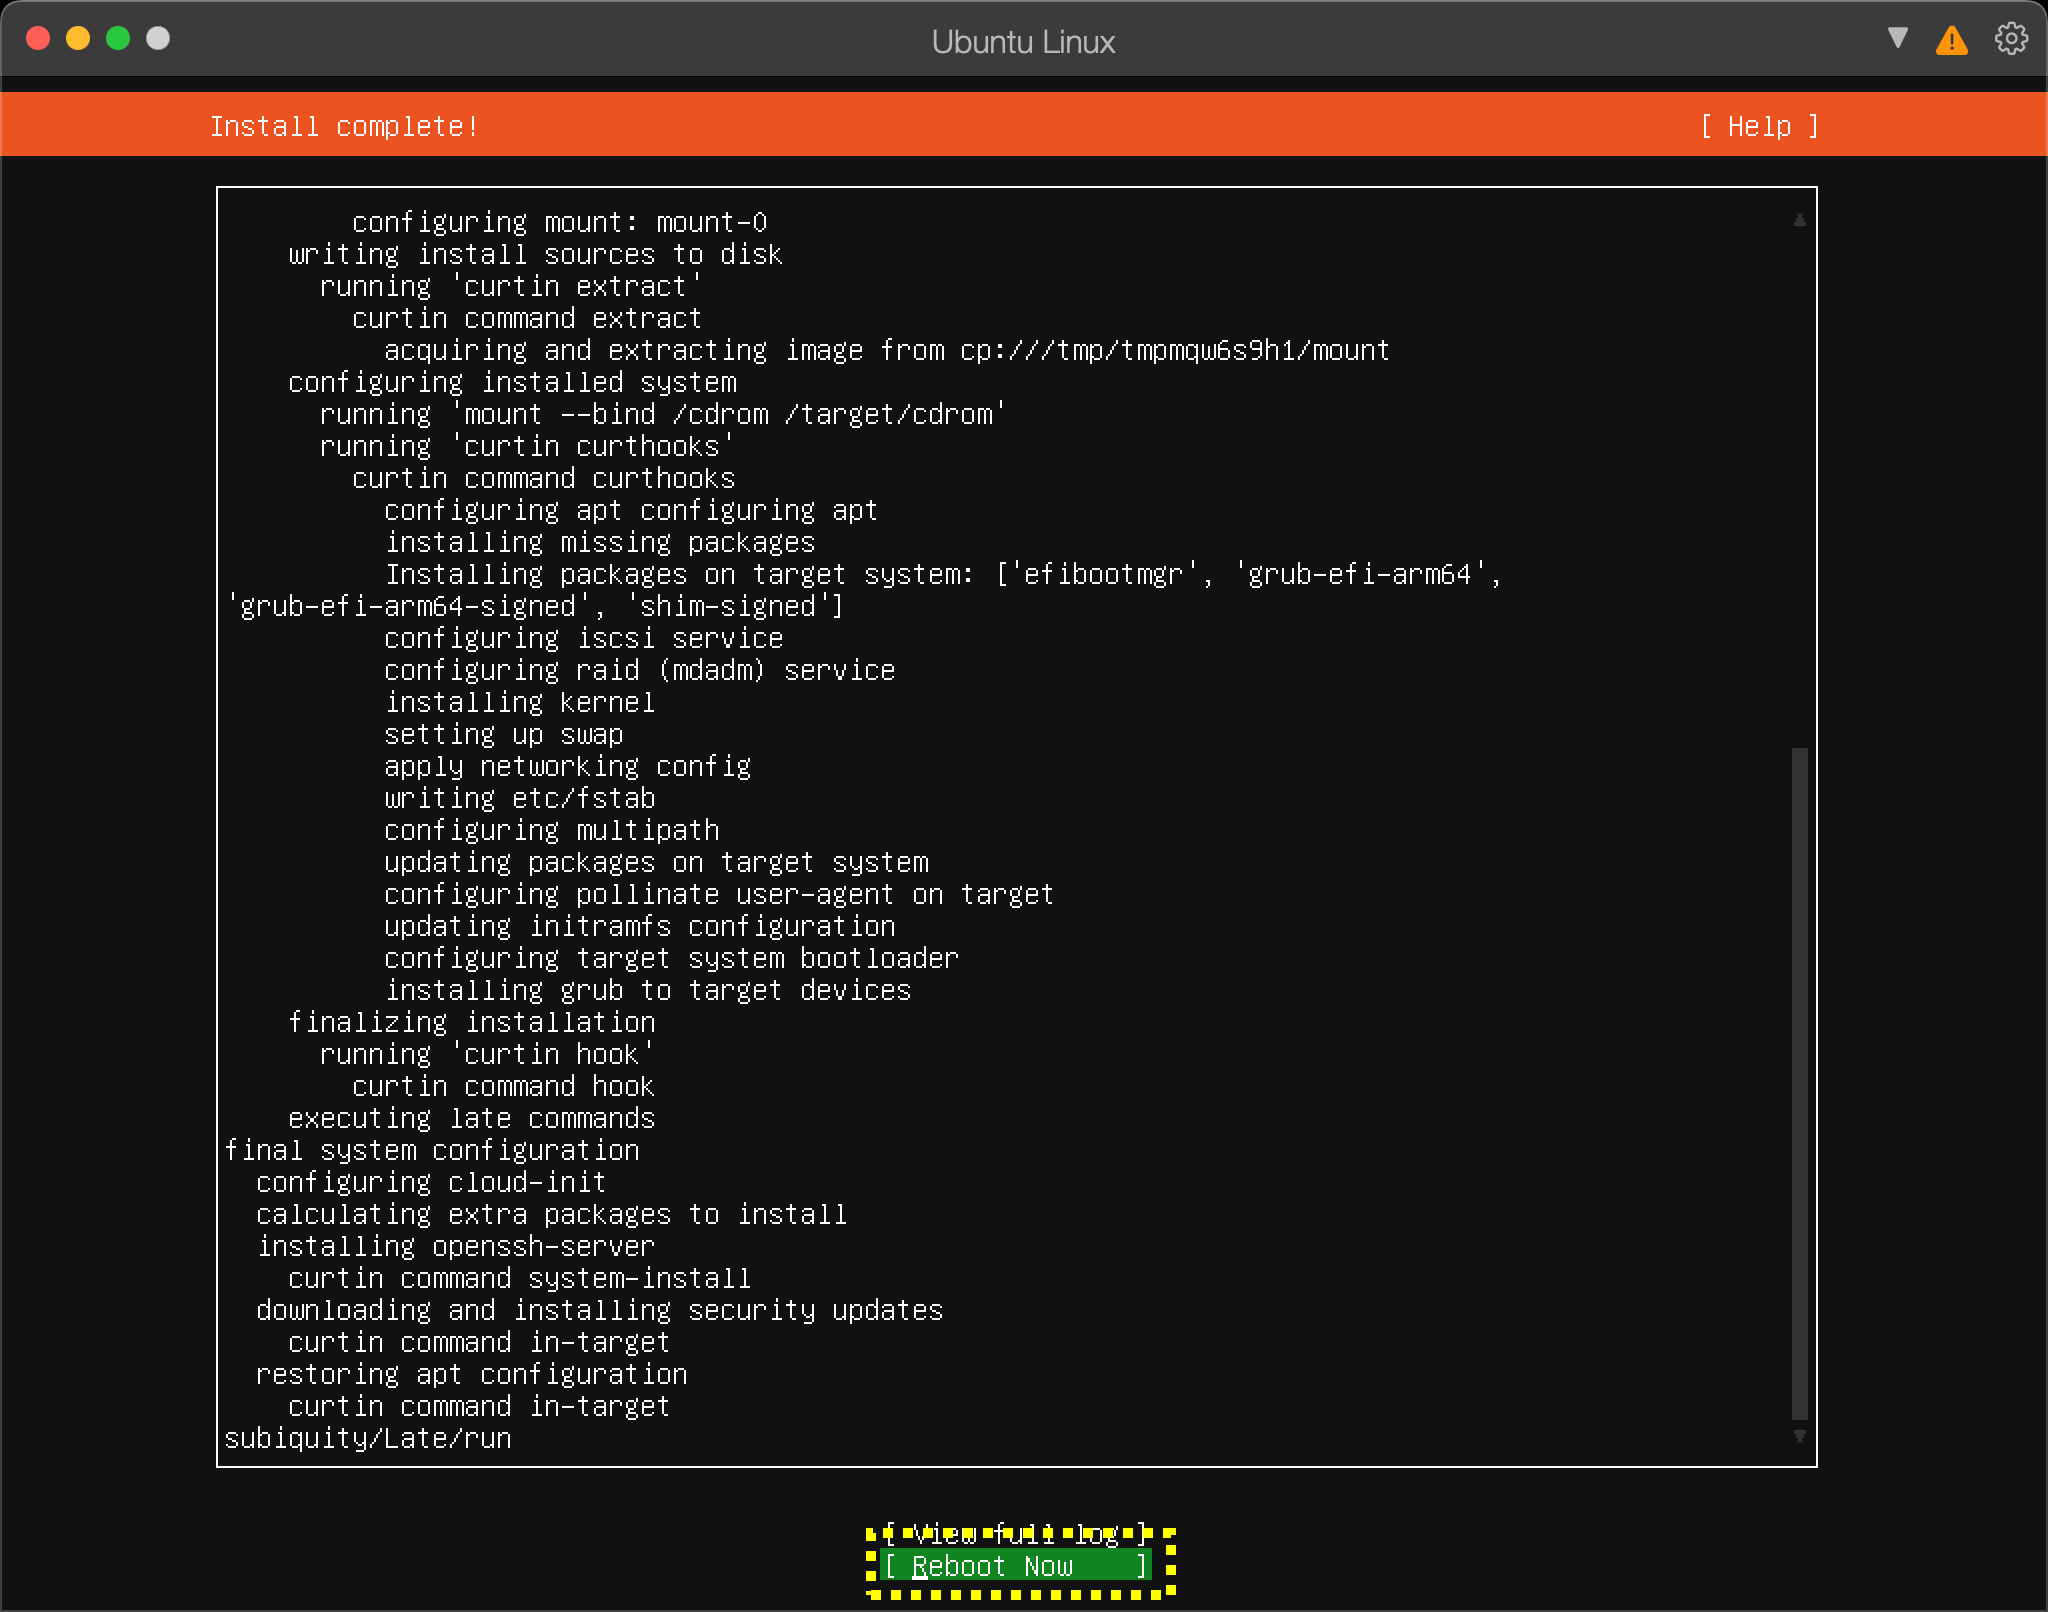 Ubuntu Linux
Install complete! [ Help ]
configuring mount: mount-0
writing install sources to disk
running 'curtin extract'
curtin command extract
acquiring and extracting image from cp:///tmp/tmpmqw6s9h1/mount
configuring installed system
running 'mount --bind /cdrom /target/cdrom'
running 'curtin curthooks'
curtin command curthooks
configuring apt configuring apt
installing missing packages
Installing packages on target system: ['efibootmgr', 'grub-efi-arm64',
'grub-efi-arm64-signed', 'shim-signed']
configuring iscsi service
configuring raid (mdadm) service
installing kernel
setting up swap
apply networking config
writing etc/fstab
configuring multipath
updating packages on target system
configuring pollinate user-agent on target
updating initramfs configuration
configuring target system bootloader
installing grub to target devices
finalizing installation
running 'curtin hook'
curtin command hook
executing late commands
final system configuration
configuring cloud-init
calculating extra packages to install
installing openssh-server
curtin command system-install
downloading and installing security updates
curtin command in-target
restoring apt configuration
curtin command in-target
subiquity/Late/run
[ View full log ]
[ Reboot Now ]